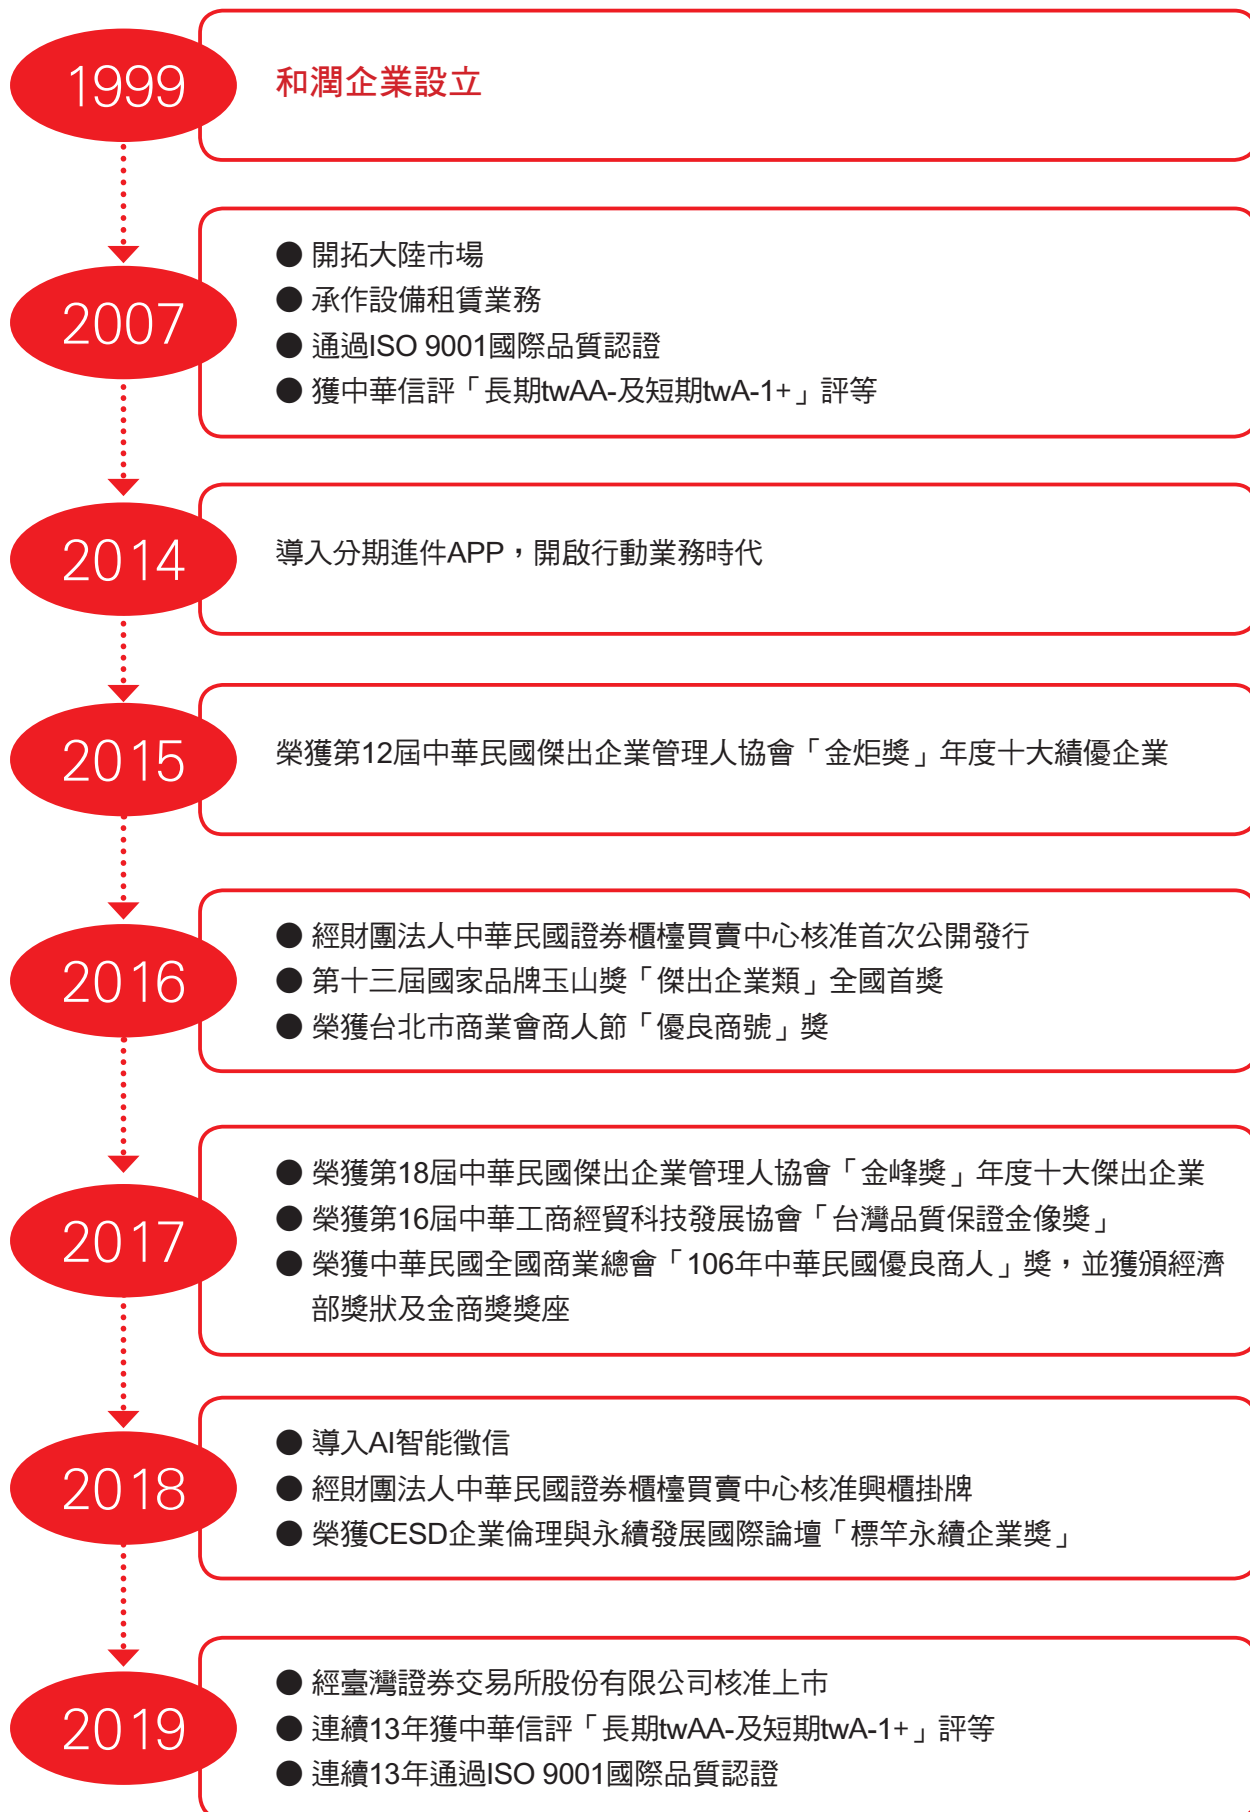 1999
和潤企業設立
2007
● 開拓大陸市場
● 承作設備租賃業務
● 通過ISO 9001國際品質認證
● 獲中華信評「長期twAA-及短期twA-1+」評等
2014
導入分期進件APP，開啟行動業務時代
2015
榮獲第12屆中華民國傑出企業管理人協會「金炬獎」年度十大績優企業
2016
● 經財團法人中華民國證券櫃檯買賣中心核准首次公開發行
● 第十三屆國家品牌玉山獎「傑出企業類」全國首獎
● 榮獲台北市商業會商人節「優良商號」獎
2017
● 榮獲第18屆中華民國傑出企業管理人協會「金峰獎」年度十大傑出企業
● 榮獲第16屆中華工商經貿科技發展協會「台灣品質保證金像獎」
● 榮獲中華民國全國商業總會「106年中華民國優良商人」獎，並獲頒經濟
部獎狀及金商獎獎座
2018
● 導入AI智能徵信
● 經財團法人中華民國證券櫃檯買賣中心核准興櫃掛牌
● 榮獲CESD企業倫理與永續發展國際論壇「標竿永續企業獎」
2019
● 經臺灣證券交易所股份有限公司核准上市
● 連續13年獲中華信評「長期twAA-及短期twA-1+」評等
● 連續13年通過ISO 9001國際品質認證